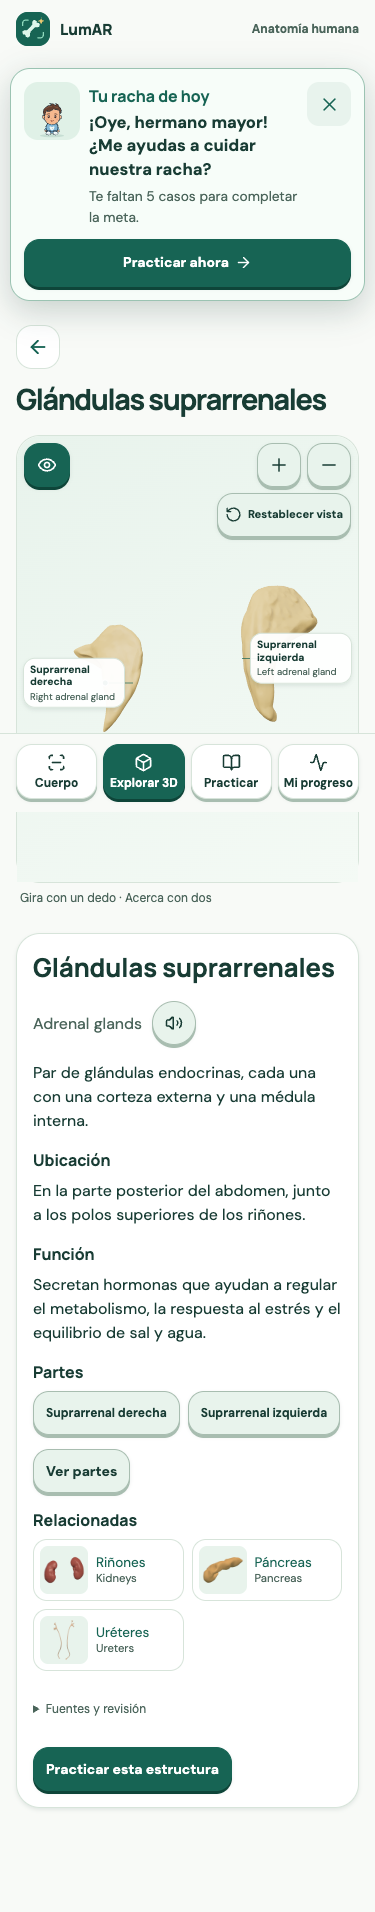 LumAR
Anatomía humana
Tu racha de hoy
¡Oye, hermano mayor!
¿Me ayudas a cuidar
nuestra racha?
Te faltan 5 casos para completar
la meta.
Practicar ahora
Glándulas suprarrenales
Restablecer vista
Suprarrenal
izquierda
Left adrenal gland
Suprarrenal
derecha
Right adrenal gland
Cuerpo
Explorar 3D
Practicar
Mi progreso
Gira con un dedo · Acerca con dos
Glándulas suprarrenales
Adrenal glands
Par de glándulas endocrinas, cada una
con una corteza externa y una médula
interna.
Ubicación
En la parte posterior del abdomen, junto
a los polos superiores de los riñones.
Función
Secretan hormonas que ayudan a regular
el metabolismo, la respuesta al estrés y el
equilibrio de sal y agua.
Partes
Suprarrenal derecha
Suprarrenal izquierda
Ver partes
Relacionadas
Riñones
Kidneys
Páncreas
Pancreas
Uréteres
Ureters
Fuentes y revisión
Practicar esta estructura